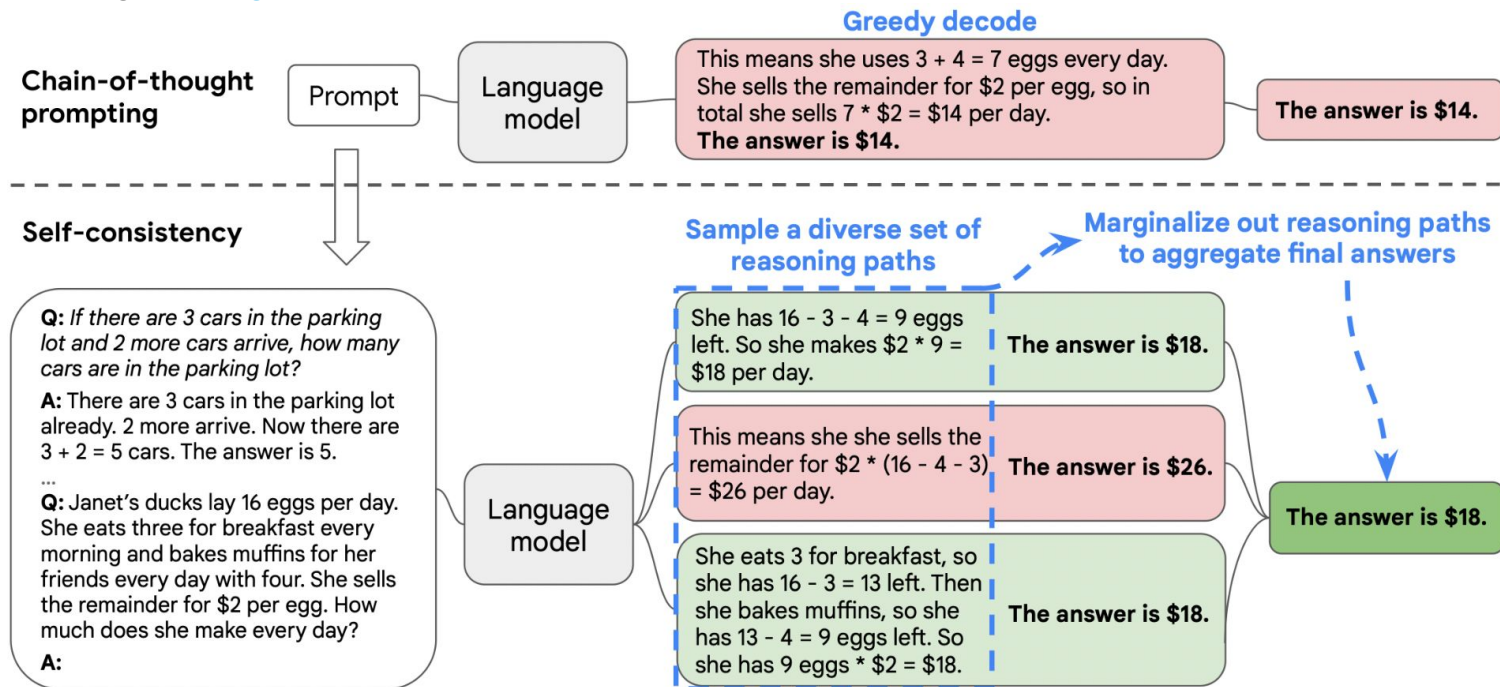 Greedy decode
Chain-of-thought
prompting
Prompt
Language
model
This means she uses 3 + 4 = 7 eggs every day.
She sells the remainder for $2 per egg, so in
total she sells 7 * $2 = $14 per day.
The answer is $14.
The answer is $14.
Self-consistency
Sample a diverse set of
reasoning paths
Marginalize out reasoning paths
to aggregate final answers
Q: If there are 3 cars in the parking
lot and 2 more cars arrive, how many
cars are in the parking lot?
A: There are 3 cars in the parking lot
already. 2 more arrive. Now there are
3 + 2 = 5 cars. The answer is 5.
...
Q: Janet’s ducks lay 16 eggs per day.
She eats three for breakfast every
morning and bakes muffins for her
friends every day with four. She sells
the remainder for $2 per egg. How
much does she make every day?
A:
Language
model
She has 16 - 3 - 4 = 9 eggs
left. So she makes $2 * 9 =
$18 per day.
The answer is $18.
This means she she sells the
remainder for $2 * (16 - 4 - 3)
= $26 per day.
The answer is $26.
She eats 3 for breakfast, so
she has 16 - 3 = 13 left. Then
she bakes muffins, so she
has 13 - 4 = 9 eggs left. So
she has 9 eggs * $2 = $18.
The answer is $18.
The answer is $18.